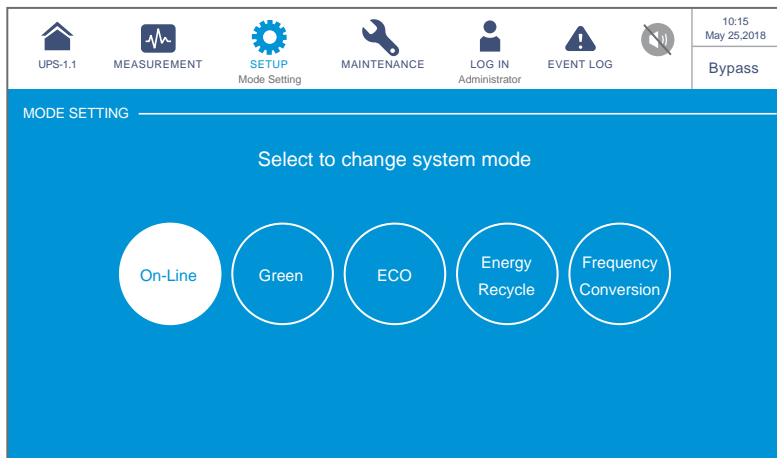 10:15
May 25,2018
UPS-1.1
MEASUREMENT
SETUP
Mode Setting
MAINTENANCE
LOG IN
Administrator
EVENT LOG
Bypass
MODE SETTING
Select to change system mode
On-Line
Green
ECO
Energy
Recycle
Frequency
Conversion